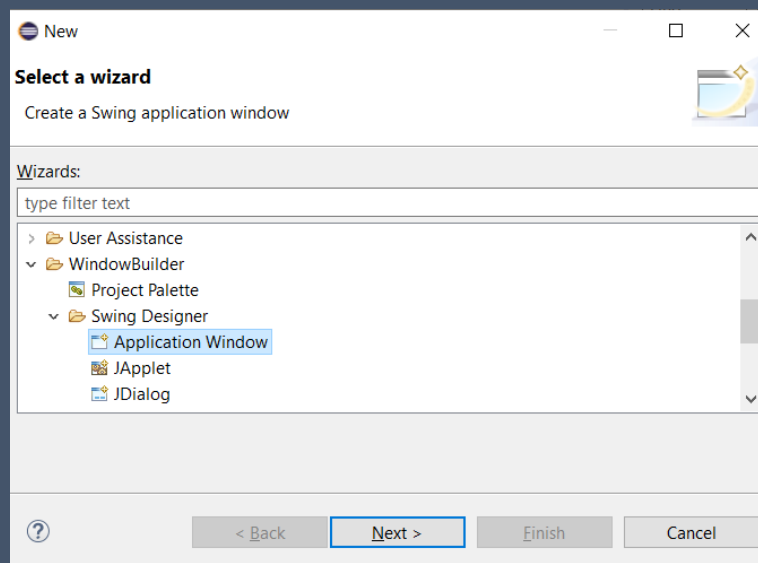 New
Select a wizard
Create a Swing application window
Wizards:
type filter text
User Assistance
WindowBuilder
Project Palette
Swing Designer
Application Window
JApplet
JDialog
< Back
Next >
Finish
Cancel